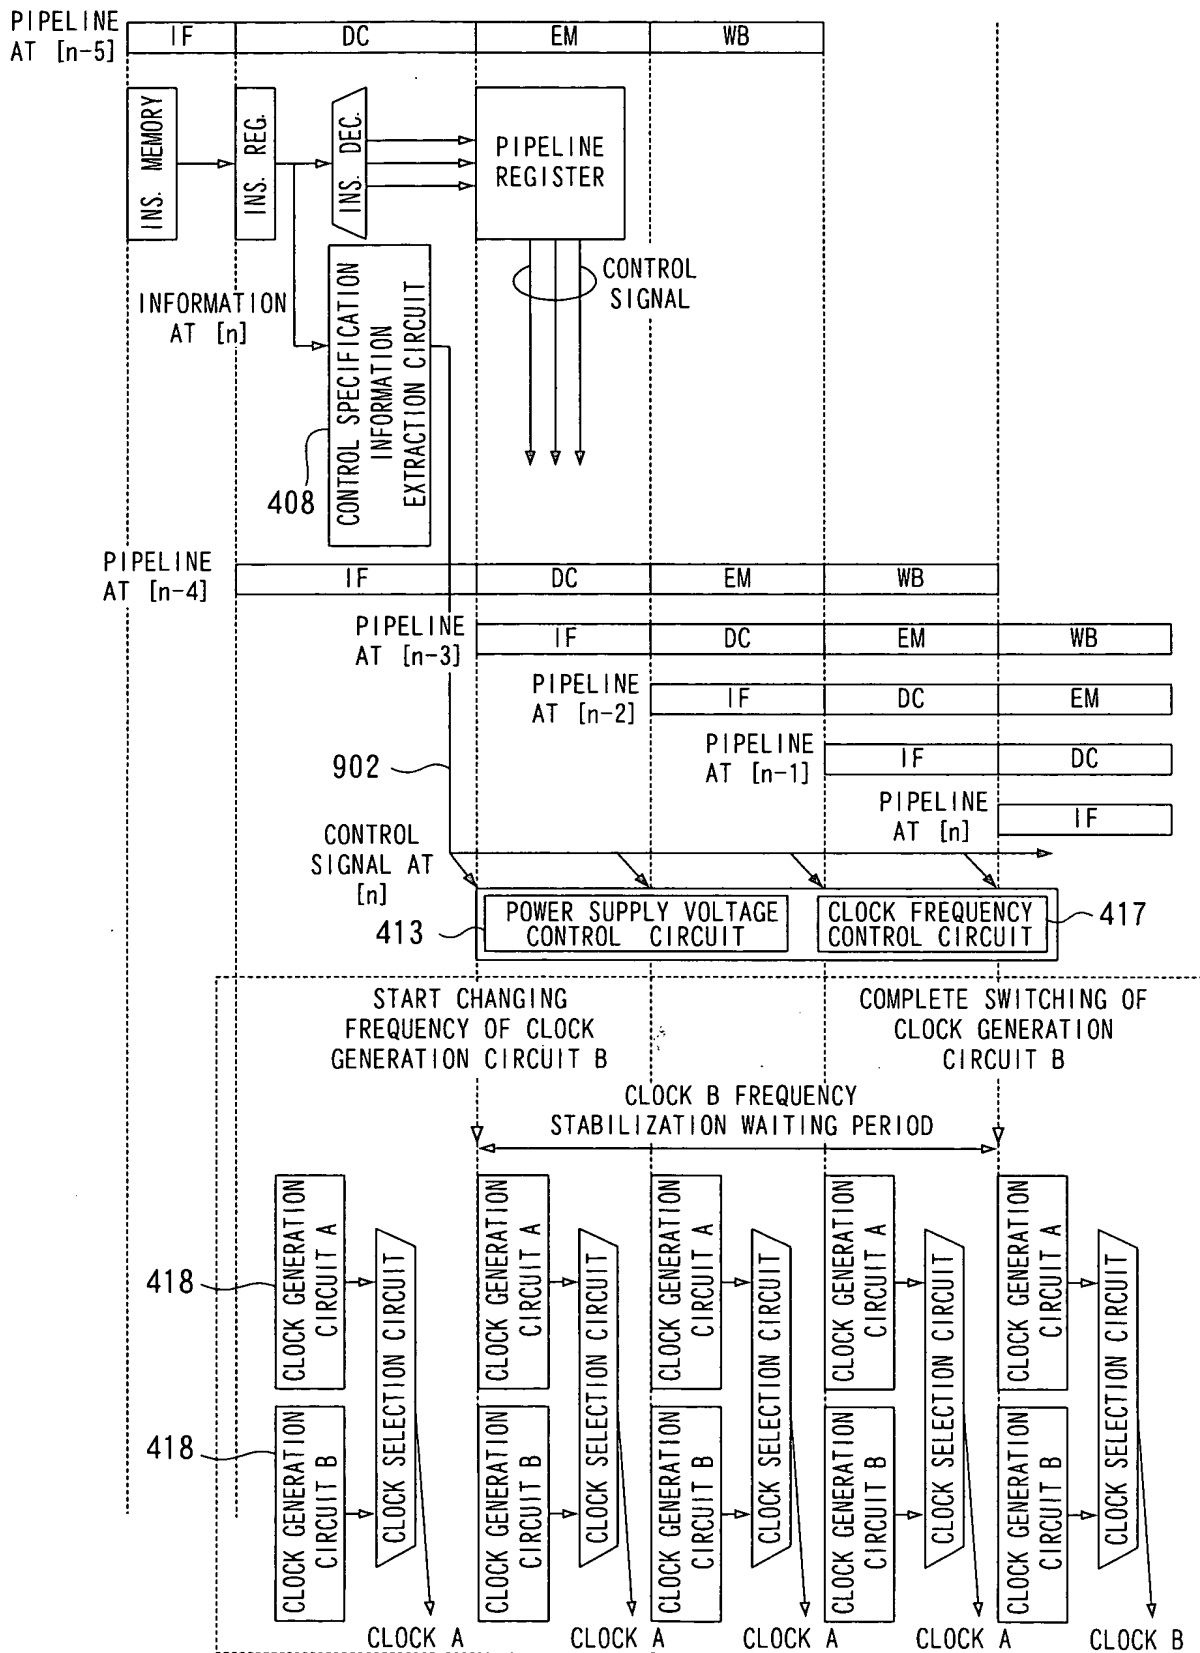 PIPELINE
AT [n-5]
IF
DC
EM
WB
INS. MEMORY
INS. REG.
INS. DEC.
PIPELINE
REGISTER
CONTROL
SIGNAL
INFORMATION
AT [n]
CONTROL SPECIFICATION
INFORMATION
EXTRACTION CIRCUIT
408
PIPELINE
AT [n-4]
IF
DC
EM
WB
PIPELINE
AT [n-3]
IF
DC
EM
WB
PIPELINE
AT [n-2]
IF
DC
EM
PIPELINE
AT [n-1]
IF
DC
PIPELINE
AT [n]
IF
902
CONTROL
SIGNAL AT
[n]
413
POWER SUPPLY VOLTAGE
CONTROL CIRCUIT
CLOCK FREQUENCY
CONTROL CIRCUIT
417
START CHANGING
FREQUENCY OF CLOCK
GENERATION CIRCUIT B
COMPLETE SWITCHING OF
CLOCK GENERATION
CIRCUIT B
CLOCK B FREQUENCY
STABILIZATION WAITING PERIOD
418
CLOCK GENERATION
CIRCUIT A
418
CLOCK GENERATION
CIRCUIT B
CLOCK SELECTION CIRCUIT
CLOCK A
CLOCK GENERATION
CIRCUIT A
CLOCK GENERATION
CIRCUIT B
CLOCK SELECTION CIRCUIT
CLOCK A
CLOCK GENERATION
CIRCUIT A
CLOCK GENERATION
CIRCUIT B
CLOCK SELECTION CIRCUIT
CLOCK A
CLOCK GENERATION
CIRCUIT A
CLOCK GENERATION
CIRCUIT B
CLOCK SELECTION CIRCUIT
CLOCK A
CLOCK GENERATION
CIRCUIT A
CLOCK GENERATION
CIRCUIT B
CLOCK SELECTION CIRCUIT
CLOCK B